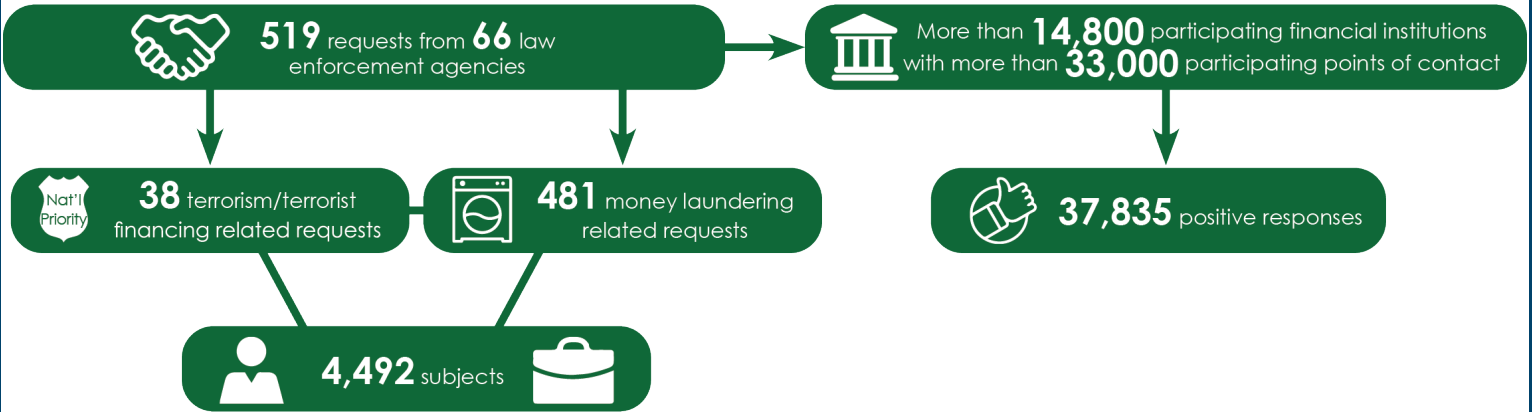 519 requests from 66 law
enforcement agencies
More than 14,800 participating financial institutions
with more than 33,000 participating points of contact
Nat'l
Priority
38 terrorism/terrorist
financing related requests
481 money laundering
related requests
37,835 positive responses
4,492 subjects